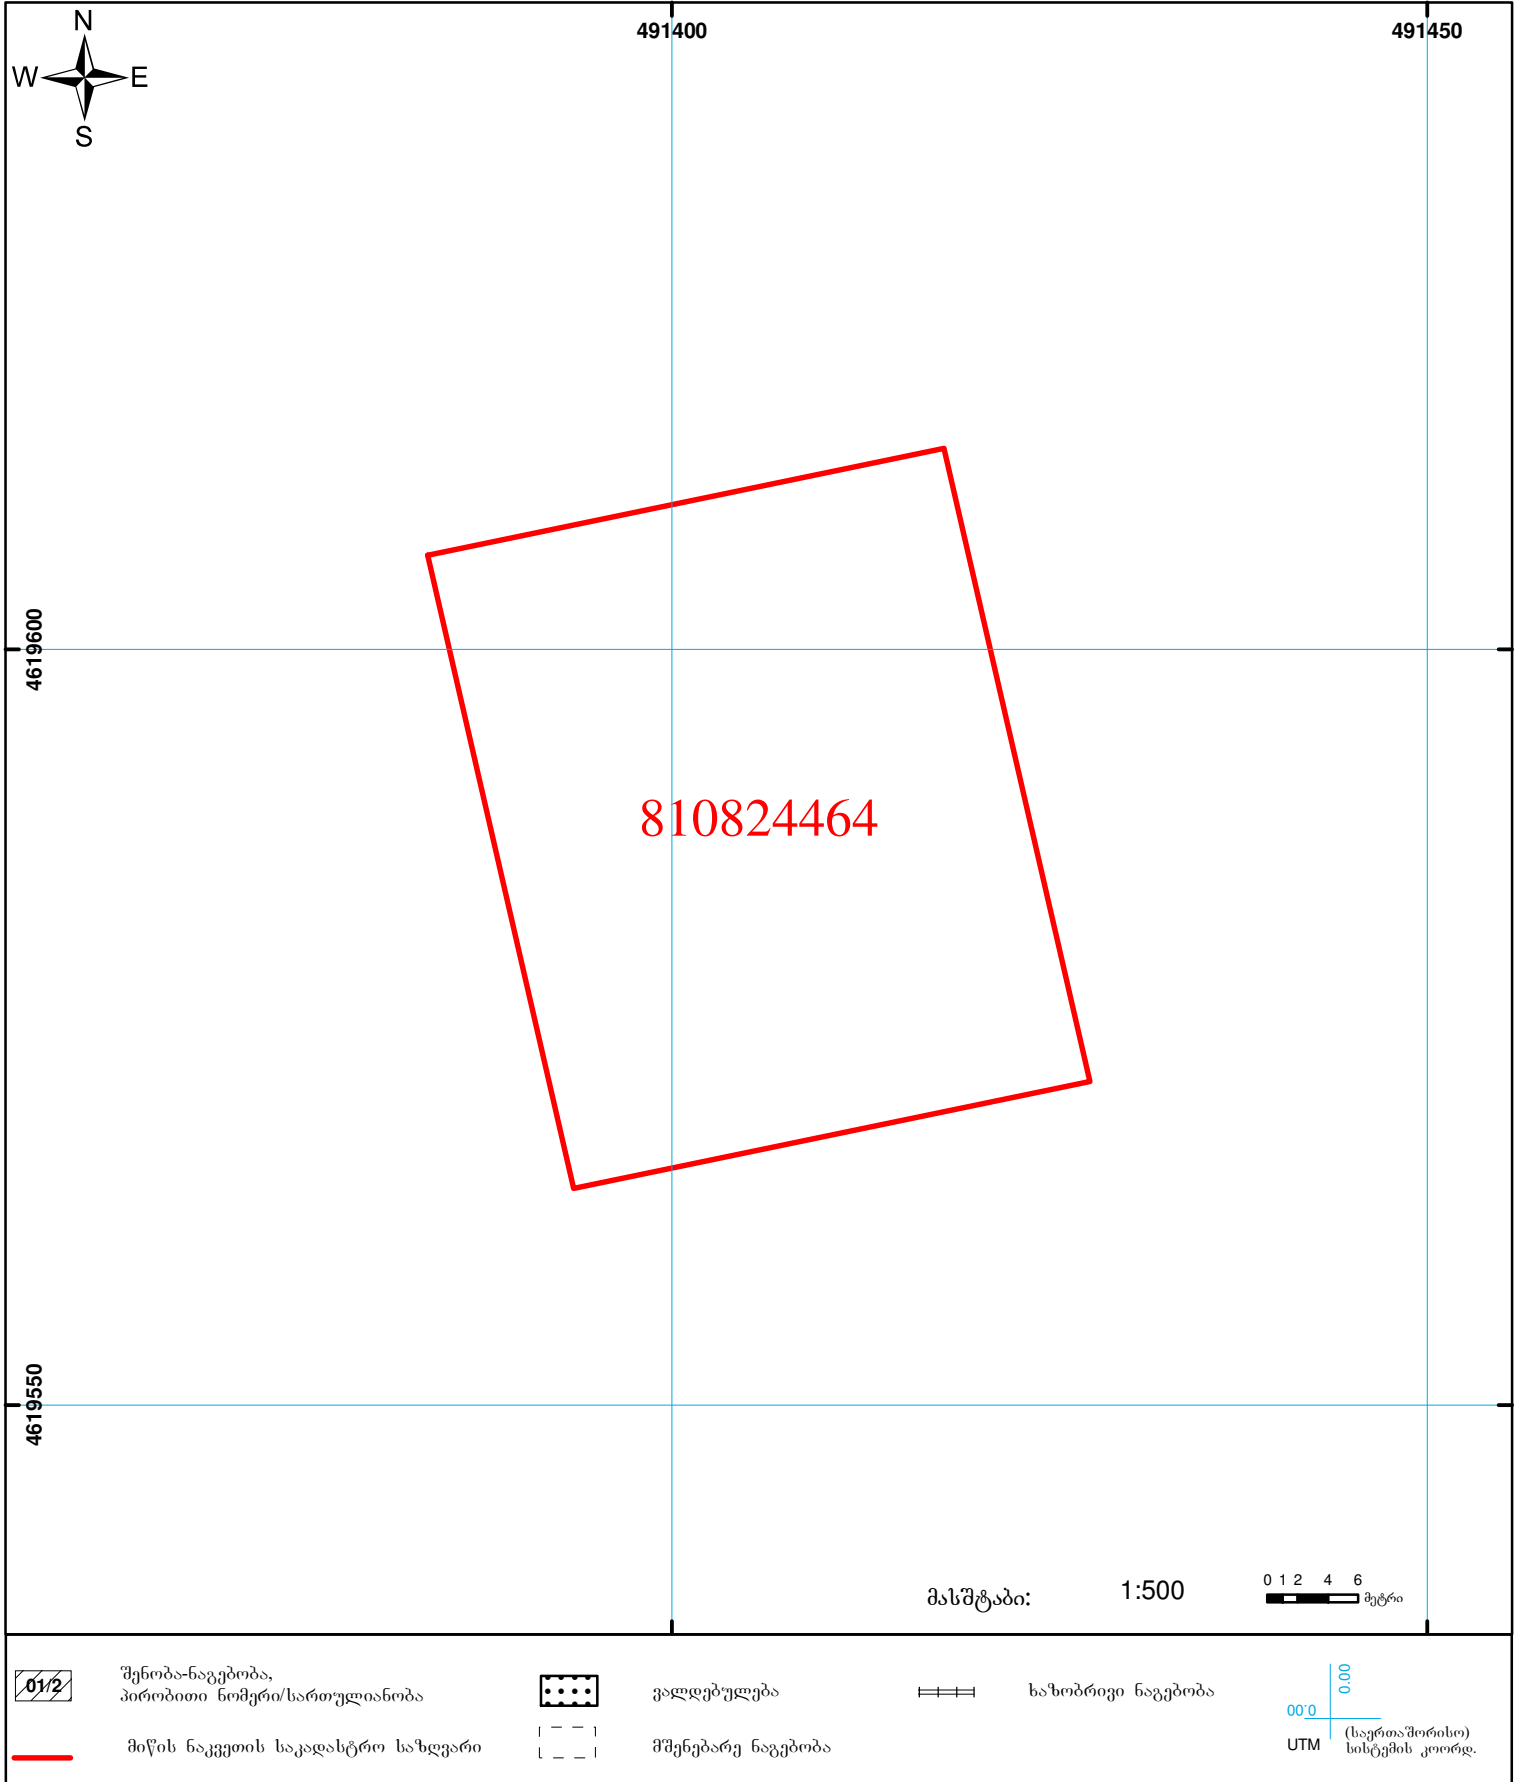 N
W E
S
491400
491450
4619600
810824464
4619550
მასშტაბი: 1:500
0 1 2 4 6
მეტრი
01/2
შენობა-ნაგებობა,
პირობითი ნომერი/სართულიანობა
ვალდებულება
ხაზობრივი ნაგებობა
მიწის ნაკვეთის საკადასტრო საზღვარი
მშენებარე ნაგებობა
0.00
0.00
UTM
(საერთაშორისო)
სისტემის კოორდ.